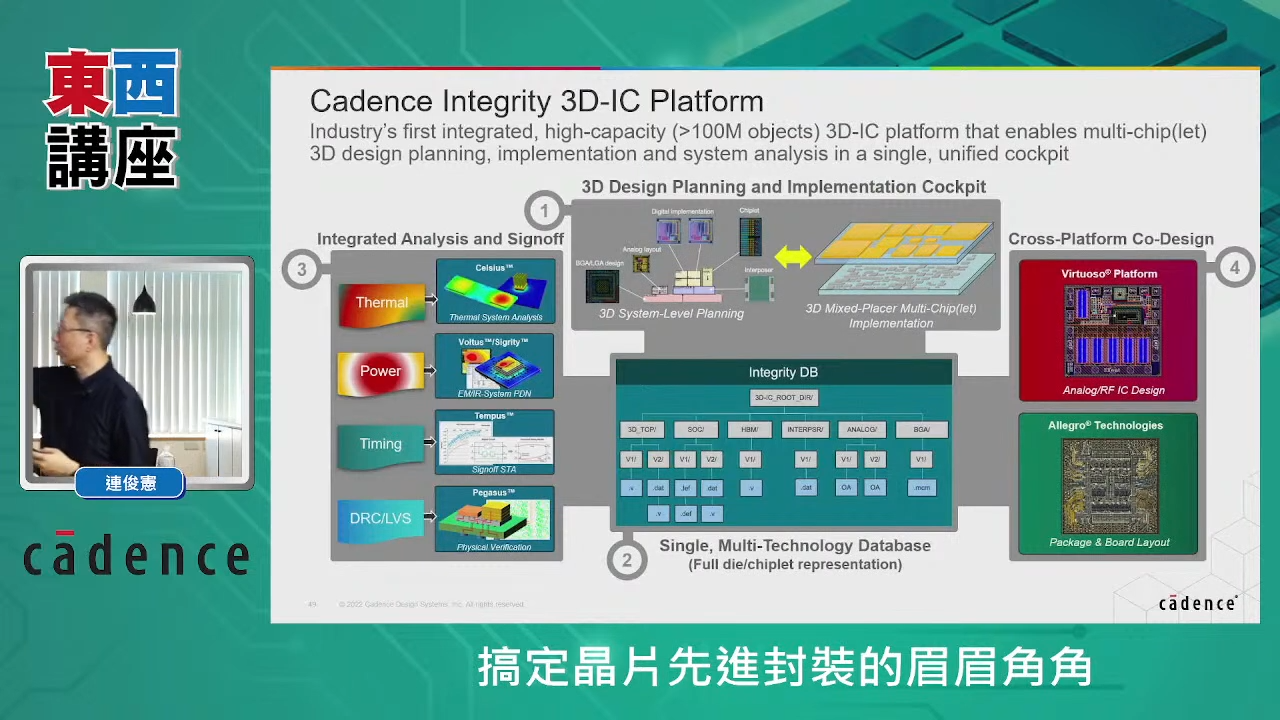 東西
講座
連俊憲
cādence
Cadence Integrity 3D-IC Platform
Industry's first integrated, high-capacity (>100M objects) 3D-IC platform that enables multi-chip(let)
3D design planning, implementation and system analysis in a single, unified cockpit
1
3D Design Planning and Implementation Cockpit
Digital Implementation
Chiplet
Analog layout
BGA/LGA design
Interposer
3D System-Level Planning
3D Mixed-Placer Multi-Chip(let)
Implementation
3
Integrated Analysis and Signoff
Thermal
Celsius™
Thermal System Analysis
Power
Voltus™/Sigrity™
EM/IR-System PDN
Timing
Tempus™
Signoff STA
DRC/LVS
Pegasus™
Physical Verification
Integrity DB
3D-IC_ROOT_DIR/
3D_TCP/ SOC/ HBM/ INTERPSR/ ANALOG/ BGA/
V1/ V2/ V1/ V2/ V1/ V1/ V1/ V2/ V1/
.v .dat .lef .dat .v .dat OA OA .mcm
.v .def .v
2
Single, Multi-Technology Database
(Full die/chiplet representation)
Cross-Platform Co-Design
4
Virtuoso® Platform
Analog/RF IC Design
Allegro® Technologies
Package & Board Layout
49 © 2022 Cadence Design Systems, Inc. All rights reserved.
cādence®
搞定晶片先進封裝的眉眉角角